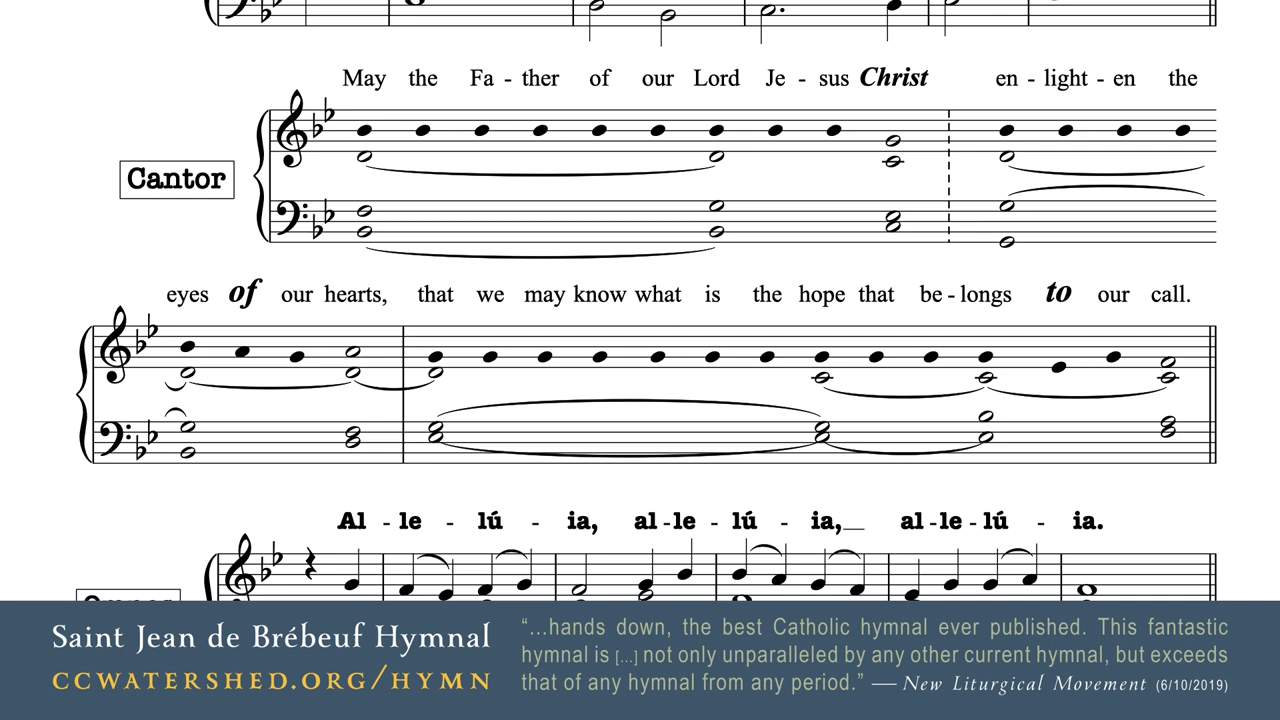 May the Fa - ther of our Lord Je - sus Christ en - light - en the
Cantor
eyes of our hearts, that we may know what is the hope that be - longs to our call.
Al - le - lú - ia, al - le - lú - ia, al - le - lú - ia.
Saint Jean de Brébeuf Hymnal
CCWATERSHED.ORG/HYMN
“...hands down, the best Catholic hymnal ever published. This fantastic
hymnal is [...] not only unparalleled by any other current hymnal, but exceeds
that of any hymnal from any period.” — New Liturgical Movement (6/10/2019)